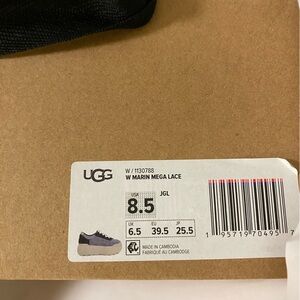 UGG
W / 1130788
W MARIN MEGA LACE
USA
8.5
JGL
UK EU JP
6.5 39.5 25.5
MADE IN CAMBODIA
FABRIQUÉ AU CAMBODGE
1 95719 70495 7